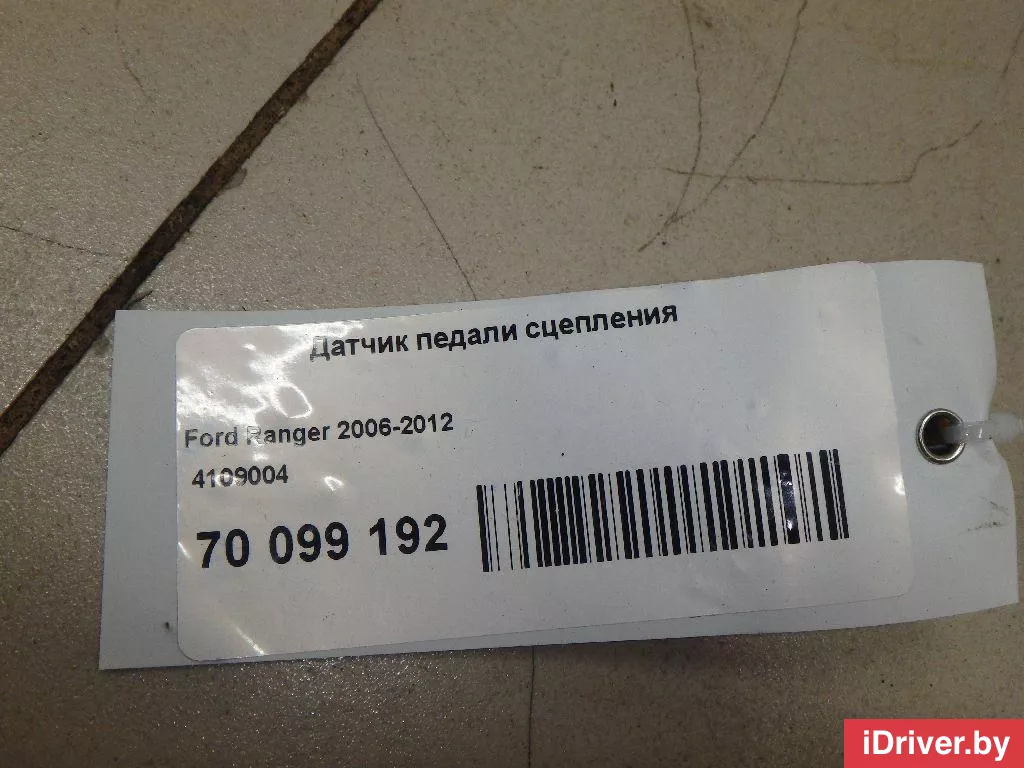 Датчик педали сцепления
Ford Ranger 2006-2012
4109004
70 099 192
iDriver.by